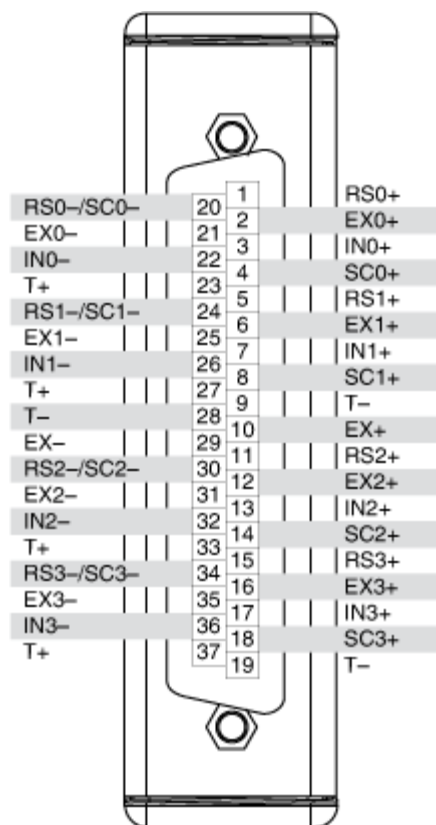 1 RS0+
RS0–/SC0– 20
2 EX0+
EX0– 21
3 IN0+
IN0– 22
4 SC0+
T+ 23
5 RS1+
RS1–/SC1– 24
6 EX1+
EX1– 25
7 IN1+
IN1– 26
8 SC1+
T+ 27
9 T–
T– 28
10 EX+
EX– 29
11 RS2+
RS2–/SC2– 30
12 EX2+
EX2– 31
13 IN2+
IN2– 32
14 SC2+
T+ 33
15 RS3+
RS3–/SC3– 34
16 EX3+
EX3– 35
17 IN3+
IN3– 36
18 SC3+
T+ 37
19 T–